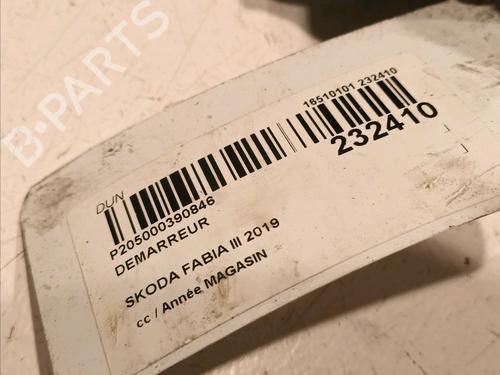 B-PARTS
DUN
16510101 232410
232410
P205000390846
DEMARREUR
SKODA FABIA III 2019
cc / Année MAGASIN